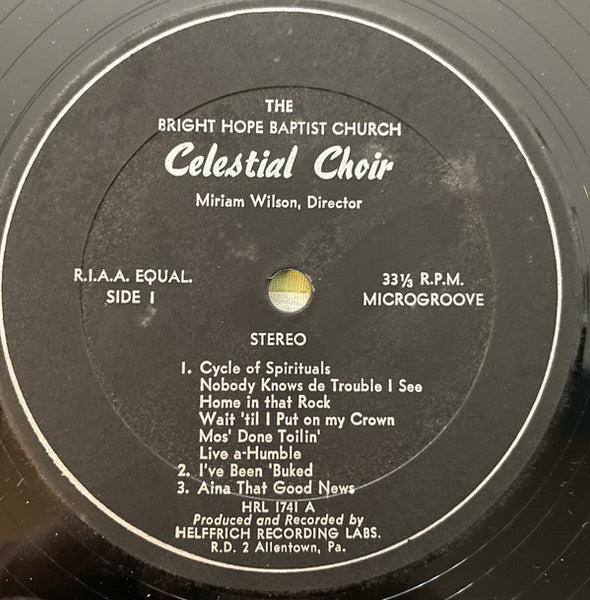 THE
BRIGHT HOPE BAPTIST CHURCH
Celestial Choir
Miriam Wilson, Director
R.I.A.A. EQUAL.
SIDE 1
33⅓ R.P.M.
MICROGROOVE
STEREO
1. Cycle of Spirituals
Nobody Knows de Trouble I See
Home in that Rock
Wait 'til I Put on my Crown
Mos' Done Toilin'
Live a-Humble
2. I've Been 'Buked
3. Aina That Good News
HRL 1741 A
Produced and Recorded by
HELFFRICH RECORDING LABS.
R.D. 2 Allentown, Pa.